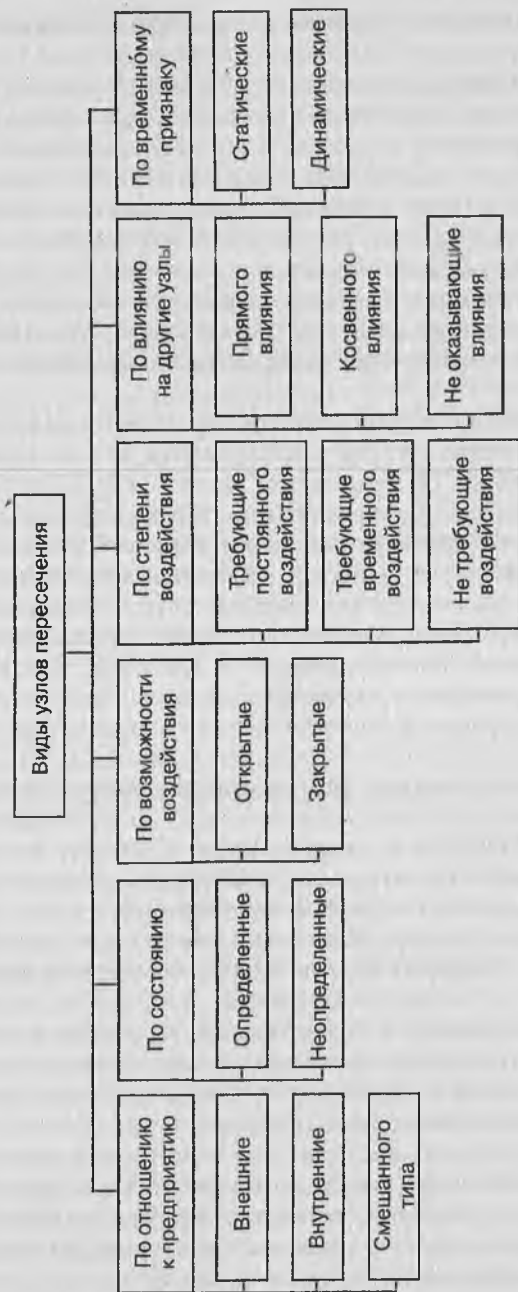 Виды узлов пересечения
По отношению
к предприятию
Внешние
Внутренние
Смешанного
типа
По состоянию
Определенные
Неопределенные
По возможности
воздействия
Открытые
Закрытые
По степени
воздействия
Требующие
постоянного
воздействия
Требующие
временного
воздействия
Не требующие
воздействия
По влиянию
на другие узлы
Прямого
влияния
Косвенного
влияния
Не оказывающие
влияния
По временному
признаку
Статические
Динамические